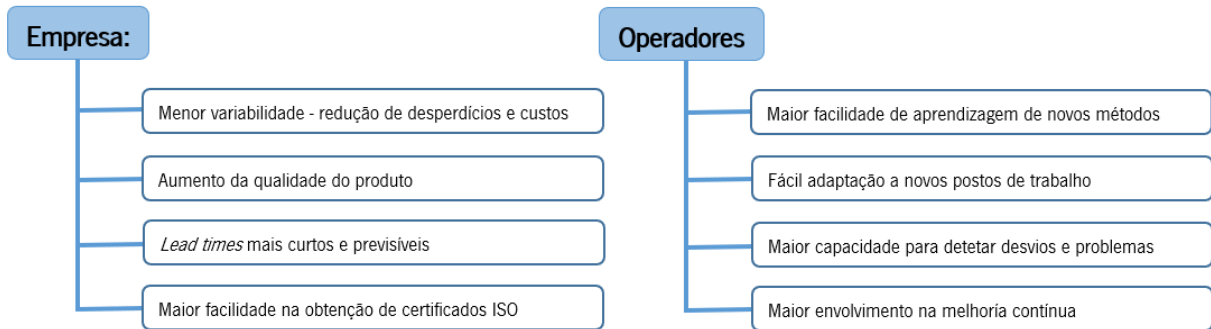 Empresa:
Menor variabilidade - redução de desperdícios e custos
Aumento da qualidade do produto
Lead times mais curtos e previsíveis
Maior facilidade na obtenção de certificados ISO
Operadores
Maior facilidade de aprendizagem de novos métodos
Fácil adaptação a novos postos de trabalho
Maior capacidade para detetar desvios e problemas
Maior envolvimento na melhoría contínua